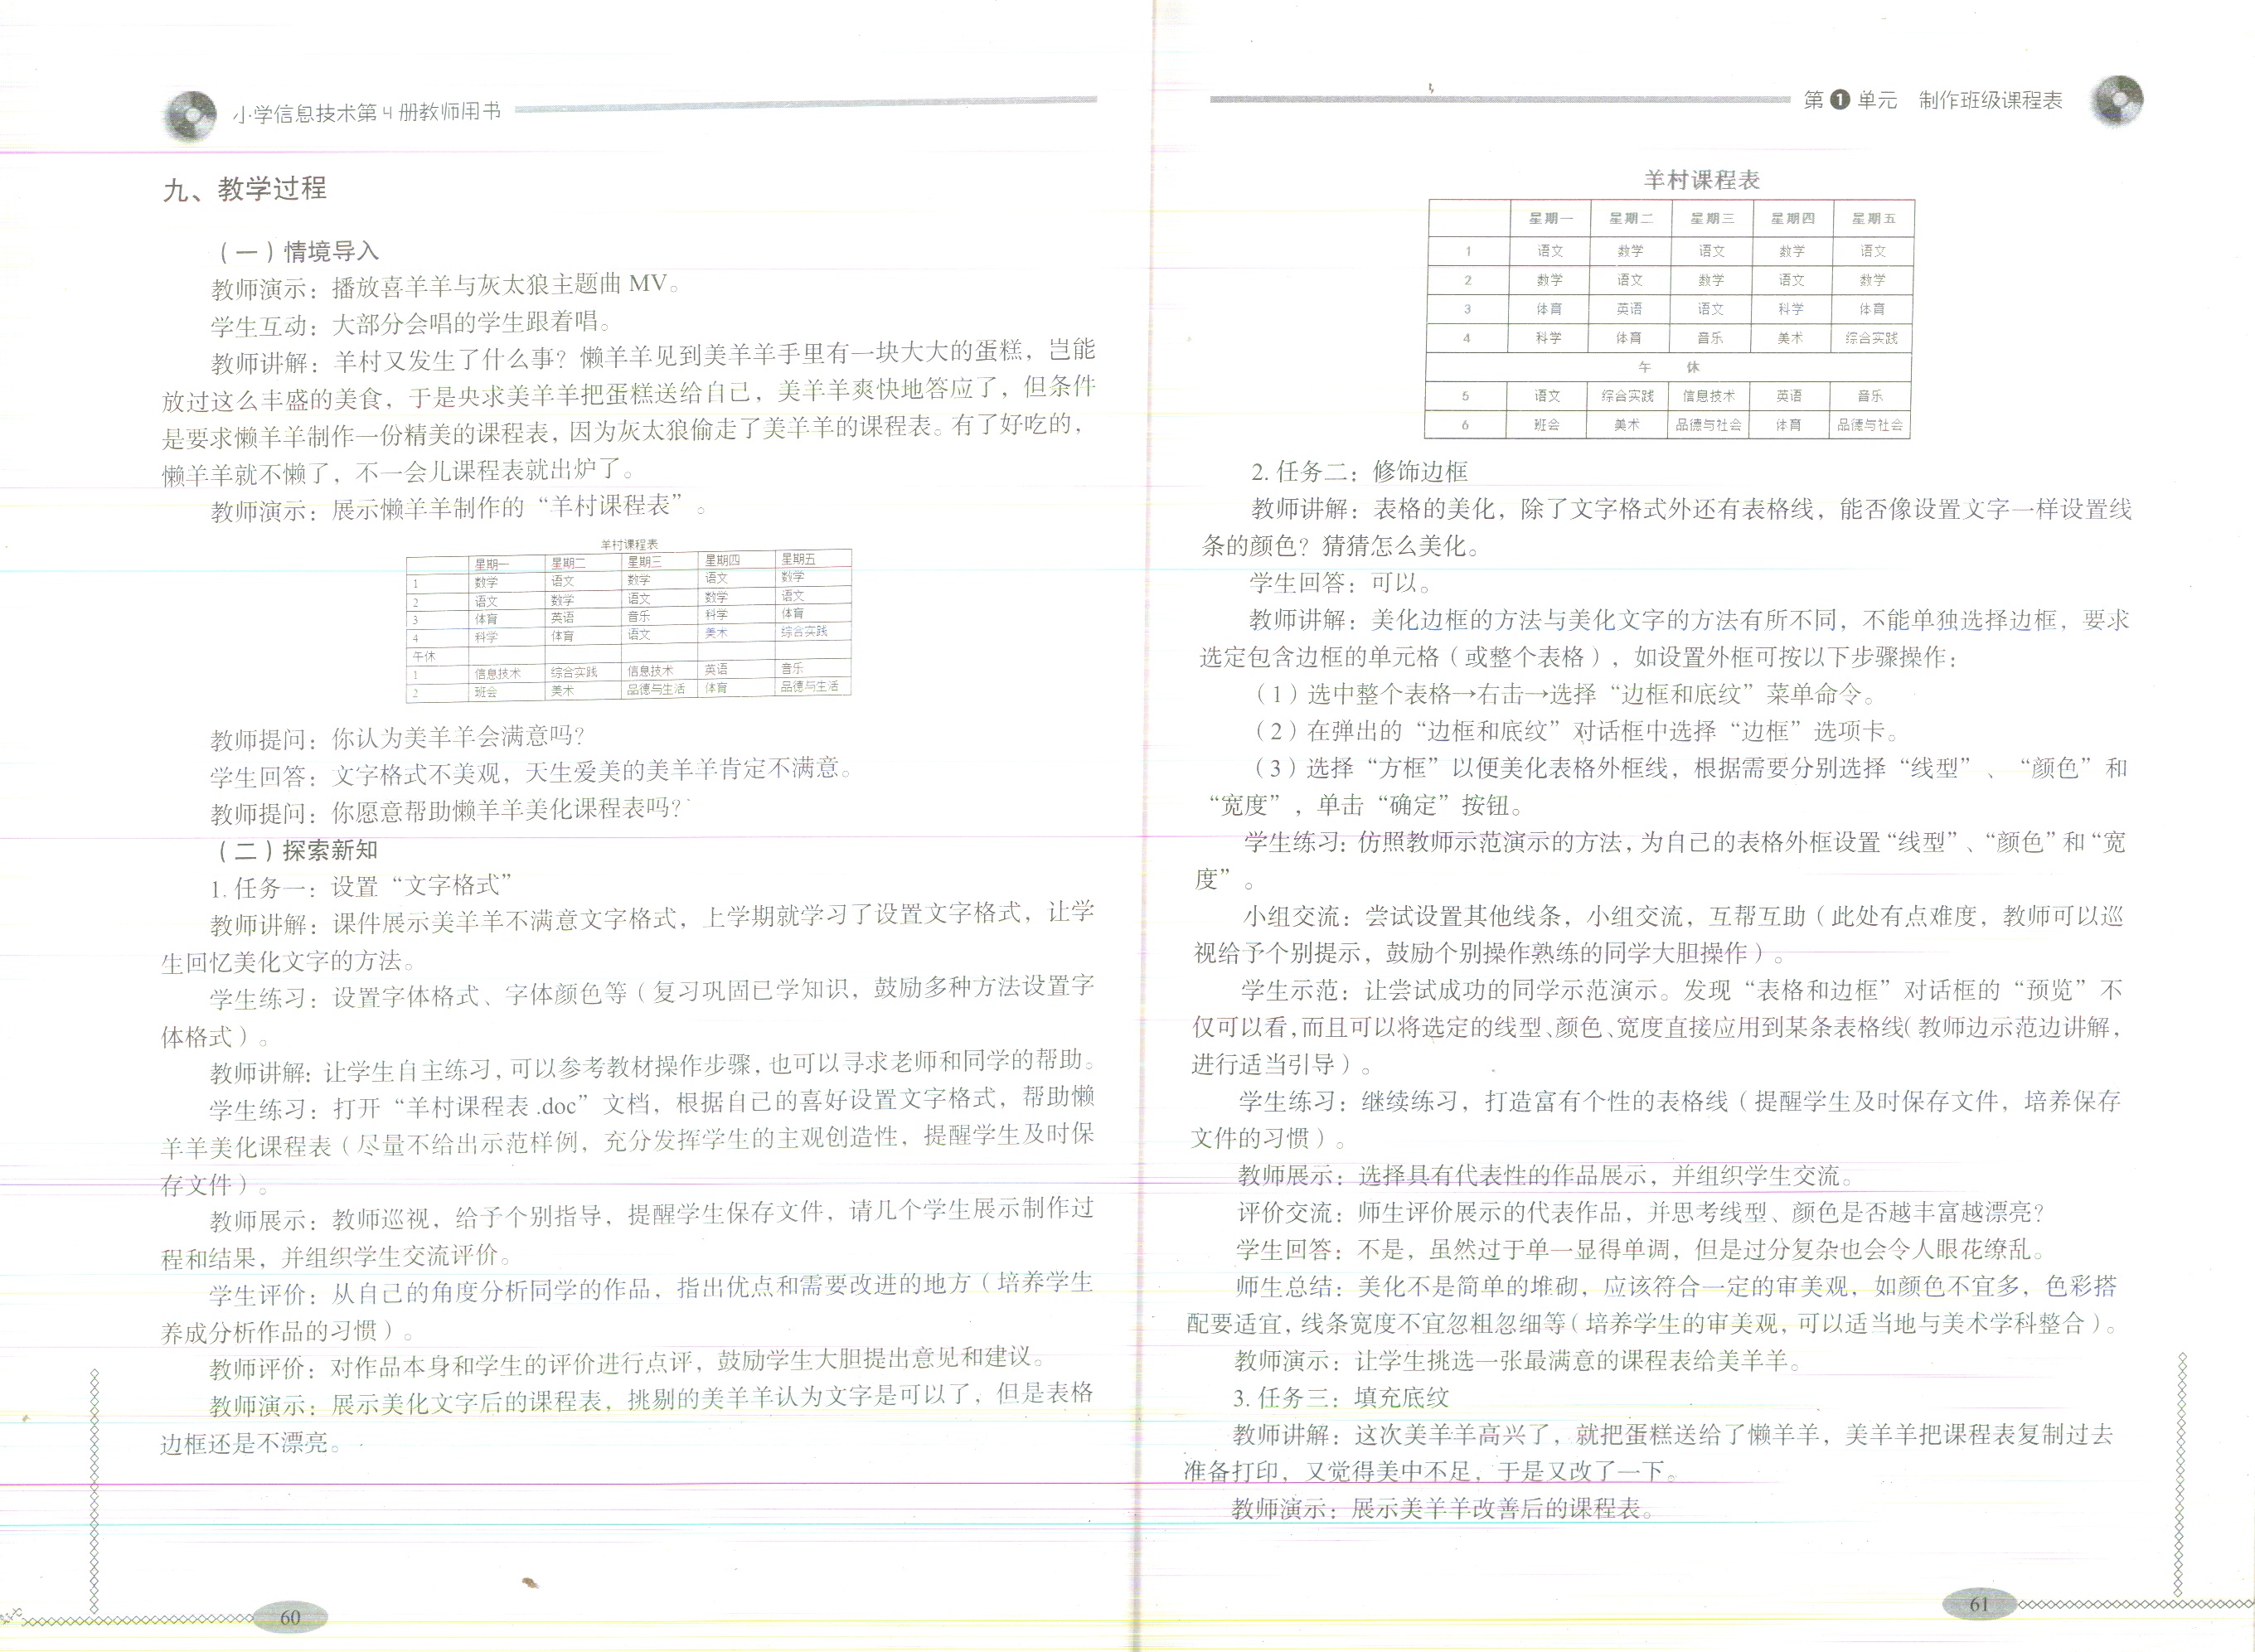 小学信息技术第4册教师用书
九、教学过程
（一）情境导入
教师演示：播放喜羊羊与灰太狼主题曲 MV。
学生互动：大部分会唱的学生跟着唱。
教师讲解：羊村又发生了什么事？懒羊羊见到美羊羊手里有一块大大的蛋糕，岂能
放过这么丰盛的美食，于是央求美羊羊把蛋糕送给自己，美羊羊爽快地答应了，但条件
是要求懒羊羊制作一份精美的课程表，因为灰太狼偷走了美羊羊的课程表。有了好吃的，
懒羊羊就不懒了，不一会儿课程表就出炉了。
教师演示：展示懒羊羊制作的“羊村课程表”。
羊村课程表
星期一 星期二 星期三 星期四 星期五
1 数学 语文 数学 语文 数学
2 语文 数学 语文 数学 语文
3 体育 英语 音乐 科学 体育
4 科学 体育 语文 美术 综合实践
午休
1 信息技术 综合实践 信息技术 英语 音乐
2 班会 美术 品德与生活 体育 品德与生活
教师提问：你认为美羊羊会满意吗？
学生回答：文字格式不美观，天生爱美的美羊羊肯定不满意。
教师提问：你愿意帮助懒羊羊美化课程表吗？
（二）探索新知
1. 任务一：设置“文字格式”
教师讲解：课件展示美羊羊不满意文字格式，上学期就学习了设置文字格式，让学
生回忆美化文字的方法。
学生练习：设置字体格式、字体颜色等（复习巩固已学知识，鼓励多种方法设置字
体格式）。
教师讲解：让学生自主练习，可以参考教材操作步骤，也可以寻求老师和同学的帮助。
学生练习：打开“羊村课程表 .doc”文档，根据自己的喜好设置文字格式，帮助懒
羊羊美化课程表（尽量不给出示范样例，充分发挥学生的主观创造性，提醒学生及时保
存文件）。
教师展示：教师巡视，给予个别指导，提醒学生保存文件，请几个学生展示制作过
程和结果，并组织学生交流评价。
学生评价：从自己的角度分析同学的作品，指出优点和需要改进的地方（培养学生
养成分析作品的习惯）。
教师评价：对作品本身和学生的评价进行点评，鼓励学生大胆提出意见和建议。
教师演示：展示美化文字后的课程表，挑剔的美羊羊认为文字是可以了，但是表格
边框还是不漂亮。
60
第1单元 制作班级课程表
羊村课程表
星期一 星期二 星期三 星期四 星期五
1 语文 数学 语文 数学 语文
2 数学 语文 数学 语文 数学
3 体育 英语 语文 科学 体育
4 科学 体育 音乐 美术 综合实践
午 休
5 语文 综合实践 信息技术 英语 音乐
6 班会 美术 品德与社会 体育 品德与社会
2. 任务二：修饰边框
教师讲解：表格的美化，除了文字格式外还有表格线，能否像设置文字一样设置线
条的颜色？猜猜怎么美化。
学生回答：可以。
教师讲解：美化边框的方法与美化文字的方法有所不同，不能单独选择边框，要求
选定包含边框的单元格（或整个表格），如设置外框可按以下步骤操作：
（1）选中整个表格→右击→选择“边框和底纹”菜单命令。
（2）在弹出的“边框和底纹”对话框中选择“边框”选项卡。
（3）选择“方框”以便美化表格外框线，根据需要分别选择“线型”、“颜色”和
“宽度”，单击“确定”按钮。
学生练习：仿照教师示范演示的方法，为自己的表格外框设置“线型”、“颜色”和“宽
度”。
小组交流：尝试设置其他线条，小组交流，互帮互助（此处有点难度，教师可以巡
视给予个别提示，鼓励个别操作熟练的同学大胆操作）。
学生示范：让尝试成功的同学示范演示。发现“表格和边框”对话框的“预览”不
仅可以看，而且可以将选定的线型、颜色、宽度直接应用到某条表格线（教师边示范边讲解，
进行适当引导）。
学生练习：继续练习，打造富有个性的表格线（提醒学生及时保存文件，培养保存
文件的习惯）。
教师展示：选择具有代表性的作品展示，并组织学生交流。
评价交流：师生评价展示的代表作品，并思考线型、颜色是否越丰富越漂亮？
学生回答：不是，虽然过于单一显得单调，但是过分复杂也会令人眼花缭乱。
师生总结：美化不是简单的堆砌，应该符合一定的审美观，如颜色不宜多，色彩搭
配要适宜，线条宽度不宜忽粗忽细等（培养学生的审美观，可以适当地与美术学科整合）。
教师演示：让学生挑选一张最满意的课程表给美羊羊。
3. 任务三：填充底纹
教师讲解：这次美羊羊高兴了，就把蛋糕送给了懒羊羊，美羊羊把课程表复制过去
准备打印，又觉得美中不足，于是又改了一下。
教师演示：展示美羊羊改善后的课程表。
61